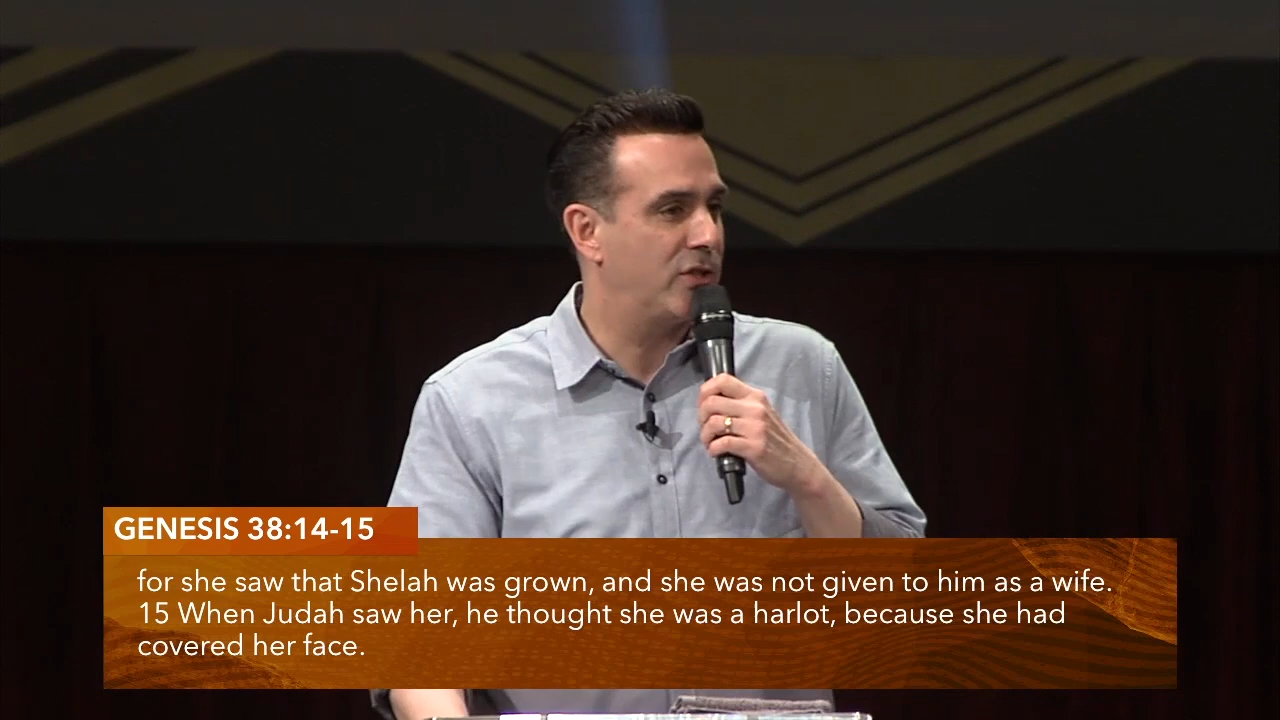 GENESIS 38:14-15
for she saw that Shelah was grown, and she was not given to him as a wife.
15 When Judah saw her, he thought she was a harlot, because she had
covered her face.